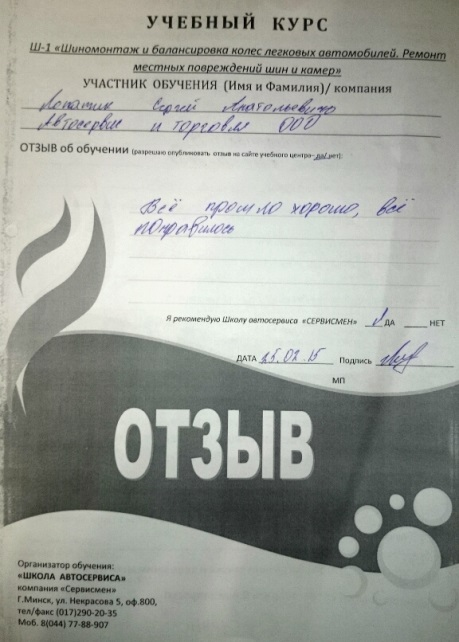 УЧЕБНЫЙ КУРС
Ш-1 «Шиномонтаж и балансировка колес легковых автомобилей. Ремонт
местных повреждений шин и камер»
УЧАСТНИК ОБУЧЕНИЯ (Имя и Фамилия)/ компания
Сергей Анатольевич
Автосервис и торговля ООО
ОТЗЫВ об обучении (разрешаю опубликовать отзыв на сайте учебного центра- да/нет):
Всё прошло хорошо, всё
понравилось
Я рекомендую Школу автосервиса «СЕРВИСМЕН» ДА ___ НЕТ
ДАТА 25.02.15 Подпись
МП
ОТЗЫВ
Организатор обучения:
«ШКОЛА АВТОСЕРВИСА»
компания «Сервисмен»
Г.Минск, ул. Некрасова 5, оф.800,
тел/факс (017)290-20-35
Моб. 8(044) 77-88-907